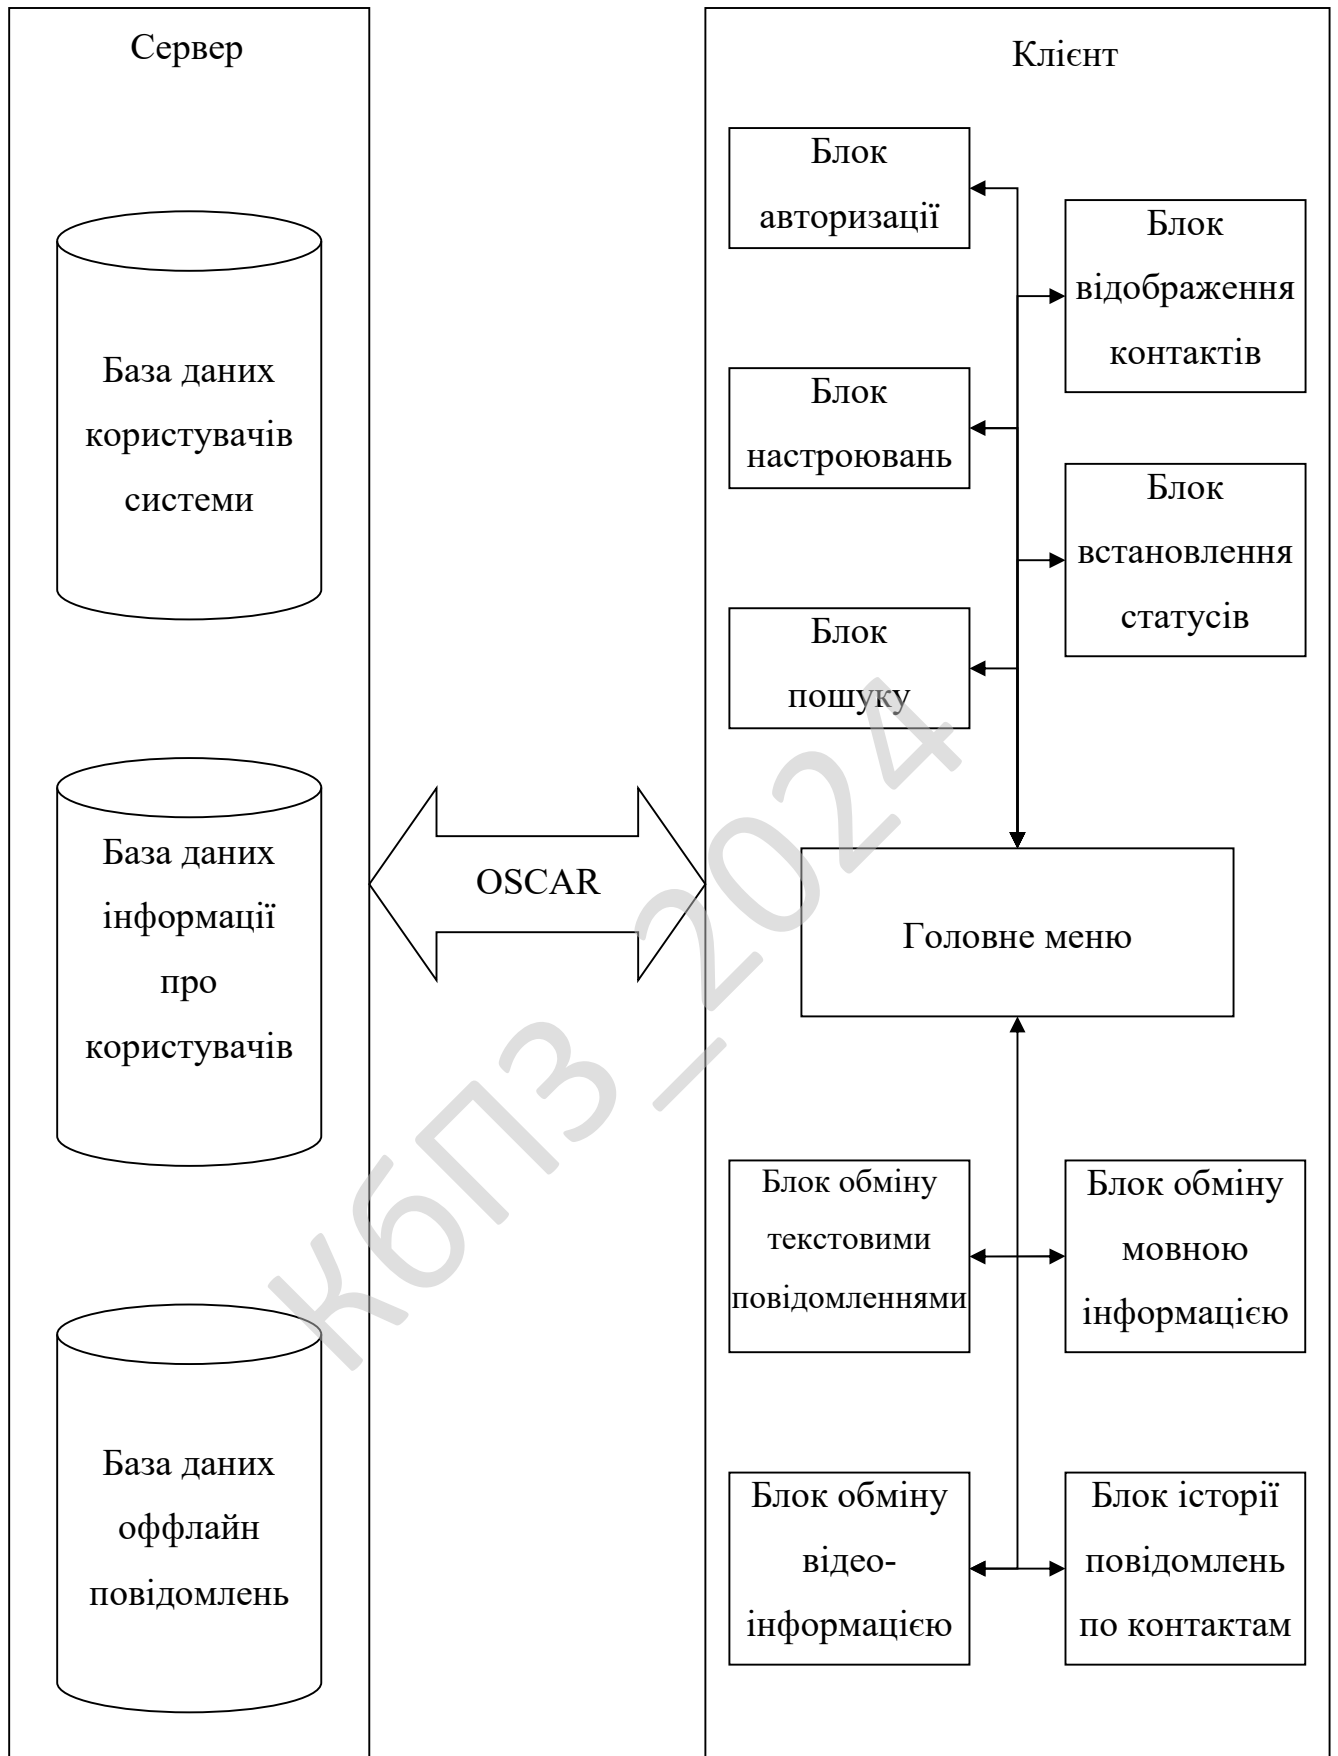 Сервер
База даних
користувачів
системи
База даних
інформації
про
користувачів
База даних
оффлайн
повідомлень
OSCAR
Клієнт
Блок
авторизації
Блок
відображення
контактів
Блок
настроювань
Блок
встановлення
статусів
Блок
пошуку
Головне меню
Блок обміну
текстовими
повідомленнями
Блок обміну
мовною
інформацією
Блок обміну
відео-
інформацією
Блок історії
повідомлень
по контактам
КбПЗ_2024